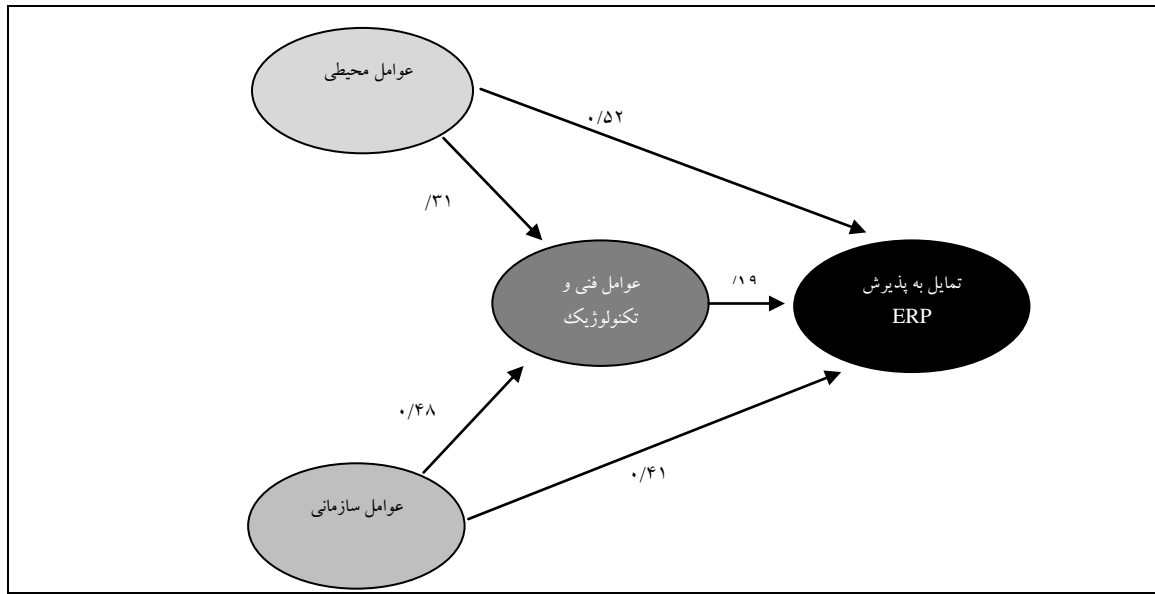 عوامل محیطی
۰/۵۲
/۳۱
عوامل فنی و
تکنولوژیک
/۱۹
تمایل به پذیرش
ERP
۰/۴۸
۰/۴۱
عوامل سازمانی